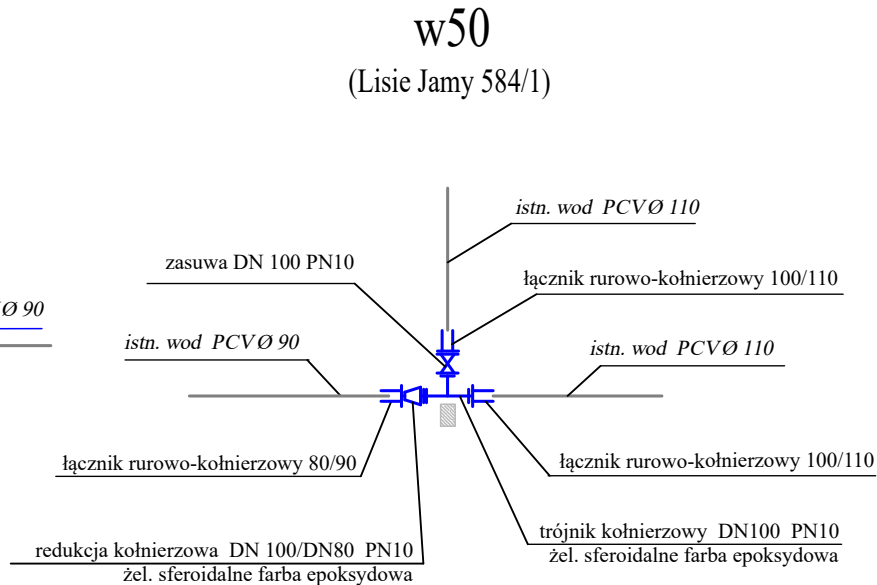 w50
(Lisie Jamy 584/1)
istn. wod PCV Ø 110
zasuwa DN 100 PN10
łącznik rurowo-kołnierzowy 100/110
Ø 90
istn. wod PCV Ø 90
istn. wod PCV Ø 110
łącznik rurowo-kołnierzowy 80/90
łącznik rurowo-kołnierzowy 100/110
redukcja kołnierzowa DN 100/DN80 PN10
żel. sferoidalne farba epoksydowa
trójnik kołnierzowy DN100 PN10
żel. sferoidalne farba epoksydowa